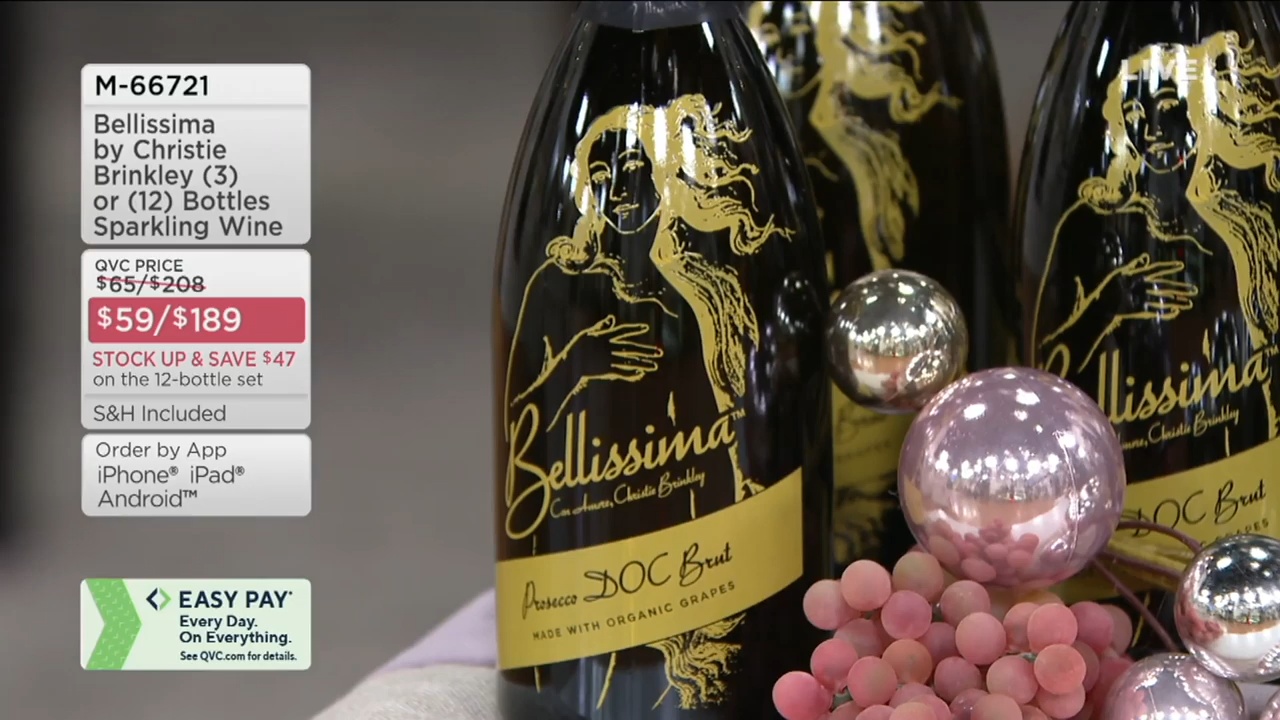 M-66721
Bellissima
by Christie
Brinkley (3)
or (12) Bottles
Sparkling Wine
QVC PRICE
$65/$208
$59/$189
STOCK UP & SAVE $47
on the 12-bottle set
S&H Included
Order by App
iPhone® iPad®
Android™
EASY PAY*
Every Day.
On Everything.
See QVC.com for details.
LIVE
Bellissima™
Con Amore, Christie Brinkley
Prosecco DOC Brut
MADE WITH ORGANIC GRAPES
llissima™
Christie Brinkley
DOC Brut
GRAPES